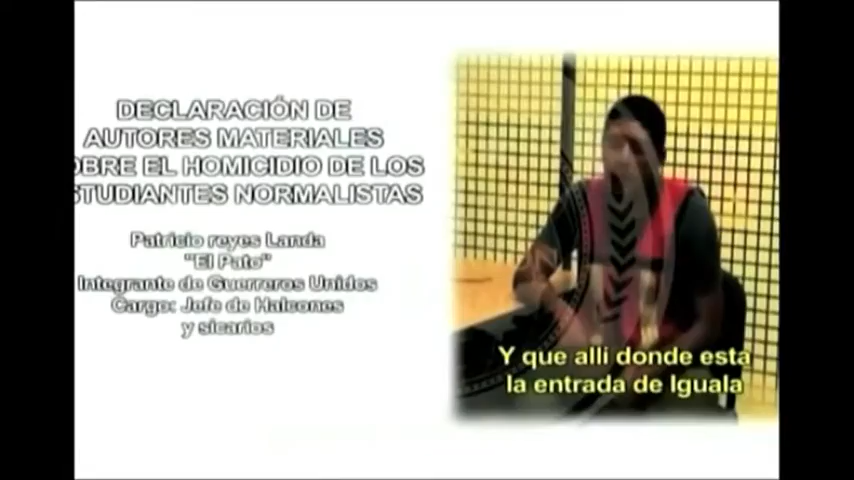 DECLARACIÓN DE
AUTORES MATERIALES
OBRE EL HOMICIDIO DE LOS
STUDIANTES NORMALISTAS
Patricio reyes Landa
"El Pato"
Integrante de Guerreros Unidos
Cargo: Jefe de Halcones
y sicarios
Y que alli donde esta
la entrada de Iguala